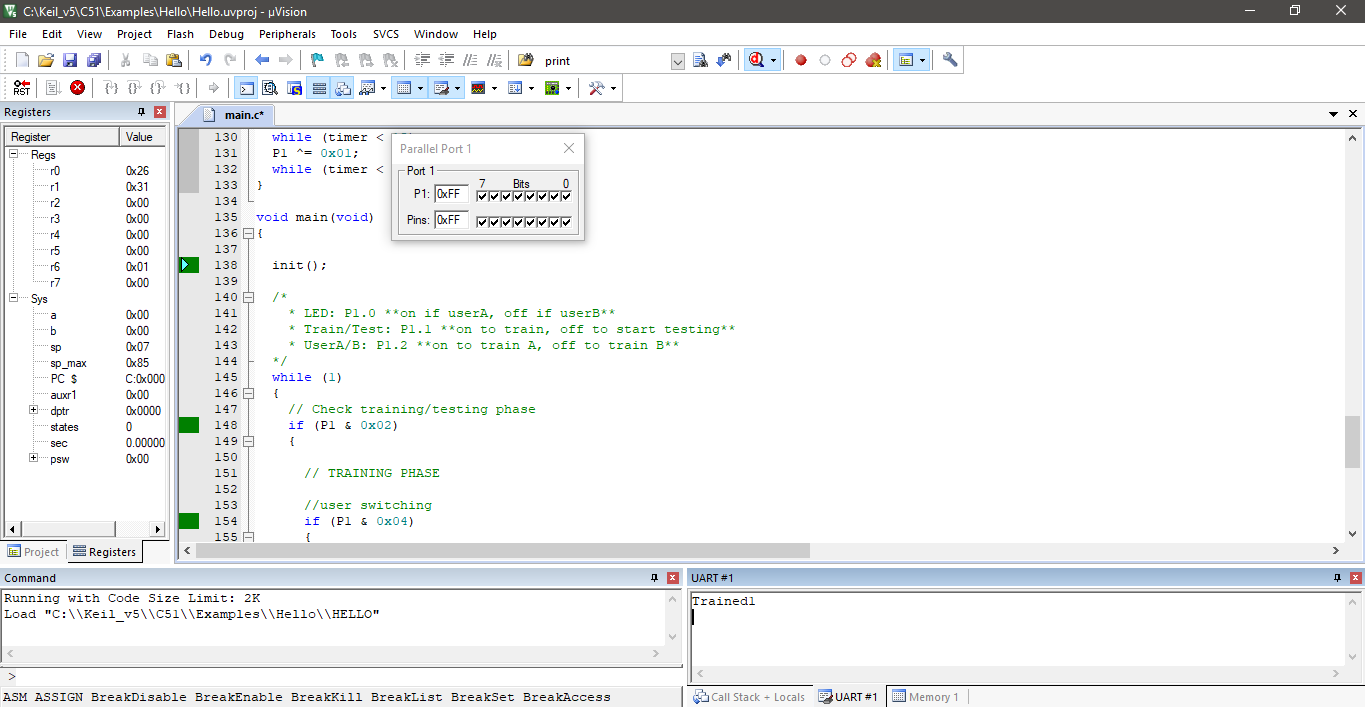 C:\Keil_v5\C51\Examples\Hello\Hello.uvproj - µVision
File Edit View Project Flash Debug Peripherals Tools SVCS Window Help
print
RST
Registers
main.c*
Register Value
Regs
r0 0x26
r1 0x31
r2 0x00
r3 0x00
r4 0x00
r5 0x00
r6 0x01
r7 0x00
Sys
a 0x00
b 0x00
sp 0x07
sp_max 0x85
PC $ C:0x000
auxr1 0x00
dptr 0x0000
states 0
sec 0.00000
psw 0x00
Project Registers
130 while (timer <
131 P1 ^= 0x01;
132 while (timer <
133 }
134
135 void main(void)
136 {
137
138 init();
139
140 /*
141 * LED: P1.0 **on if userA, off if userB**
142 * Train/Test: P1.1 **on to train, off to start testing**
143 * UserA/B: P1.2 **on to train A, off to train B**
144 */
145 while (1)
146 {
147 // Check training/testing phase
148 if (P1 & 0x02)
149 {
150
151 // TRAINING PHASE
152
153 //user switching
154 if (P1 & 0x04)
155 {
Parallel Port 1
Port 1
7 Bits 0
P1: 0xFF
Pins: 0xFF
Command
Running with Code Size Limit: 2K
Load "C:\\Keil_v5\\C51\\Examples\\Hello\\HELLO"
>
ASM ASSIGN BreakDisable BreakEnable BreakKill BreakList BreakSet BreakAccess
UART #1
Trained1
Call Stack + Locals UART #1 Memory 1